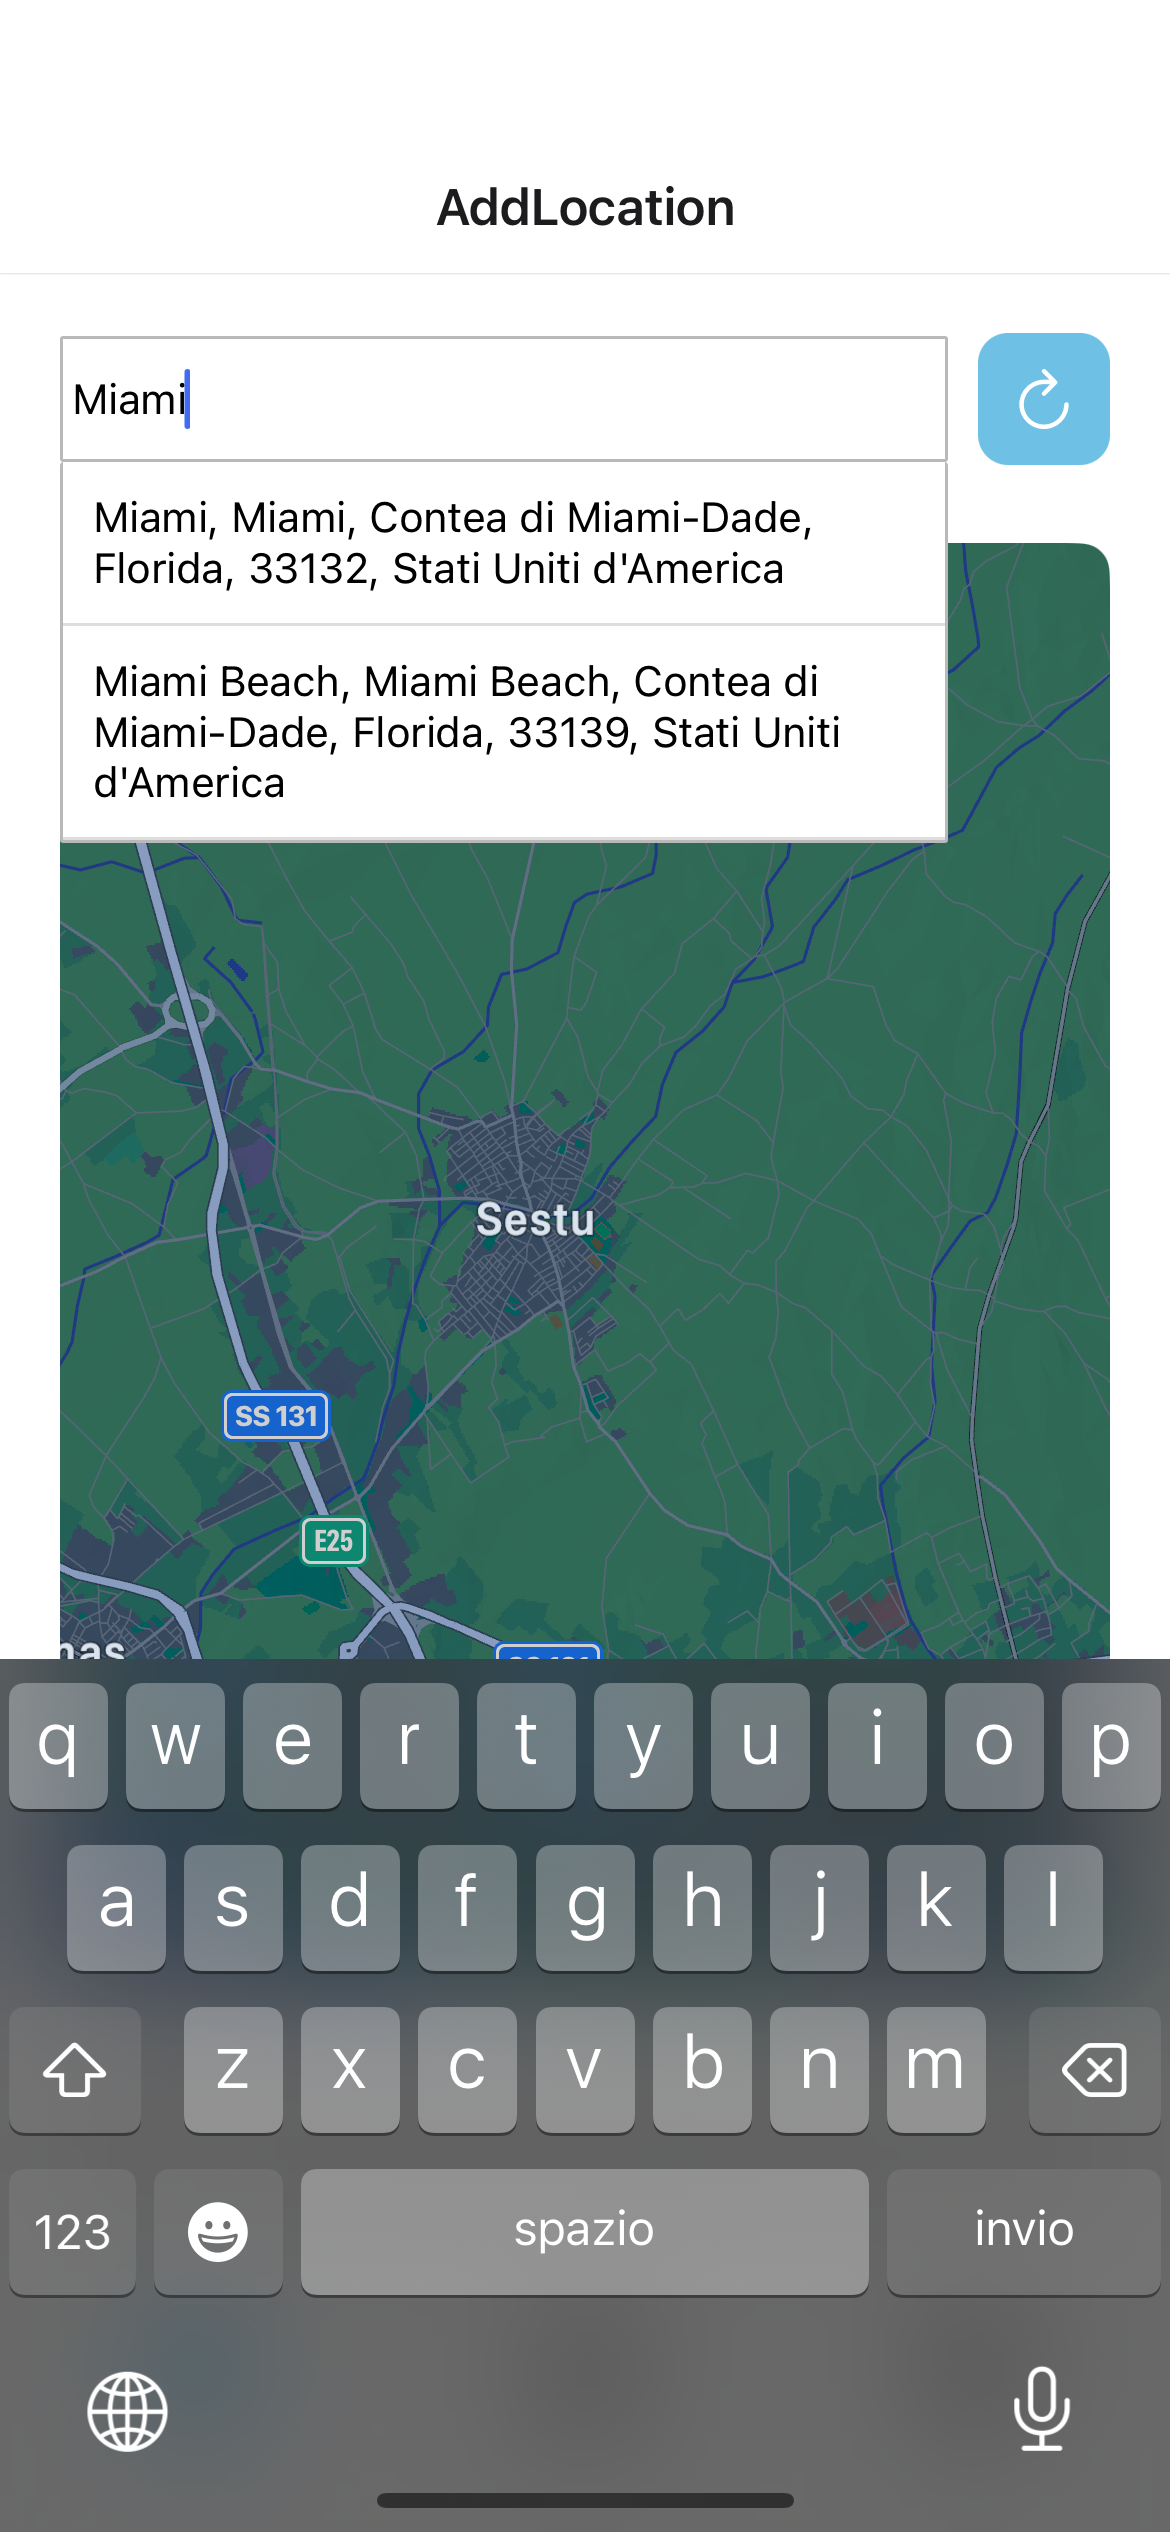 AddLocation
Miami
Miami, Miami, Contea di Miami-Dade,
Florida, 33132, Stati Uniti d'America
Miami Beach, Miami Beach, Contea di
Miami-Dade, Florida, 33139, Stati Uniti
d'America
Sestu
SS 131
E25
q w e r t y u i o p
a s d f g h j k l
z x c v b n m
123 spazio invio